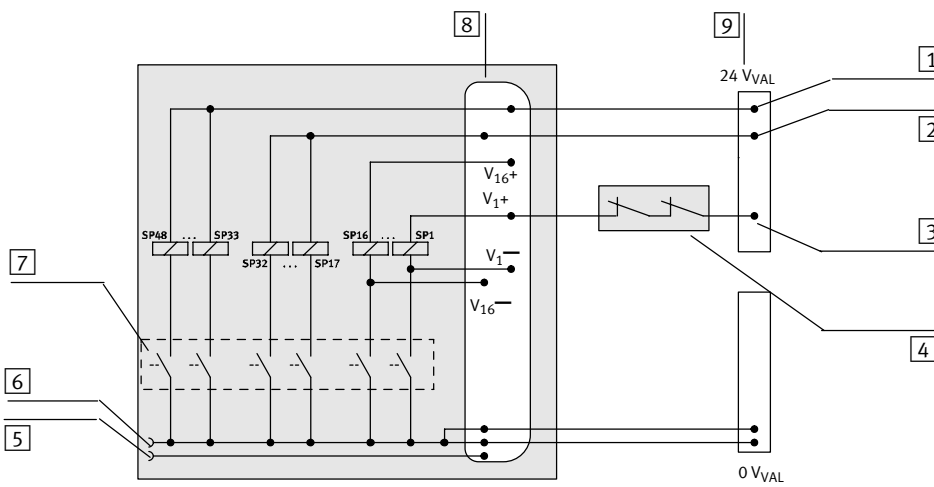 8
9
24 VVAL
1
2
V16+
V1+
SP48 ... SP33
SP16 ... SP1
SP32 ... SP17
3
7
V1−
V16−
4
6
5
0 VVAL